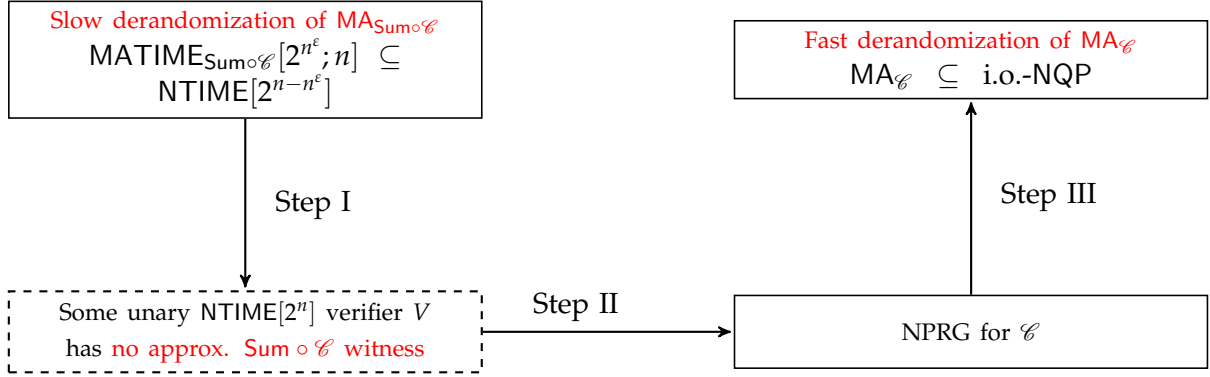 Slow derandomization of MA_{Sum∘𝒞}
MATIME_{Sum∘𝒞}[2^{n^ε}; n] ⊆
NTIME[2^{n−n^ε}]
Fast derandomization of MA_𝒞
MA_𝒞 ⊆ i.o.-NQP
Step I
Step III
Some unary NTIME[2^n] verifier V
has no approx. Sum ∘ 𝒞 witness
Step II
NPRG for 𝒞